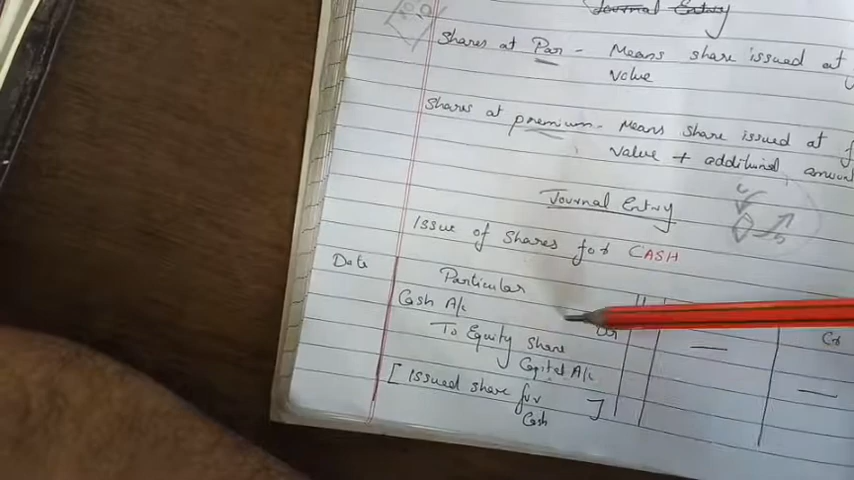 Journal Entry
Shares at Par - Means share issued at
value
Shares at premium - Means share issued at f
value + additinal amount
Journal Entry
Issue of Shares for CASH
Date Particular
Cash A/c Dr — Cr
To Equity share
Capital A/c —
[Issued share for
Cash]